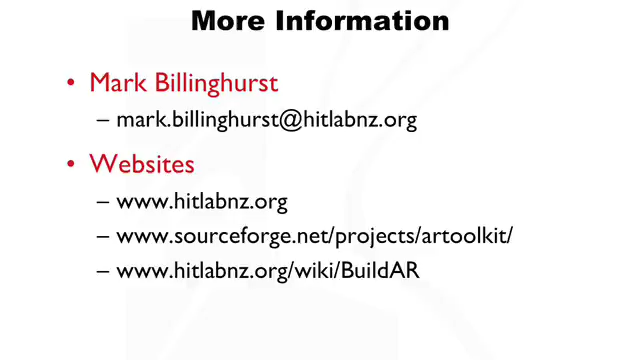 More Information
• Mark Billinghurst
– mark.billinghurst@hitlabnz.org
• Websites
– www.hitlabnz.org
– www.sourceforge.net/projects/artoolkit/
– www.hitlabnz.org/wiki/BuildAR